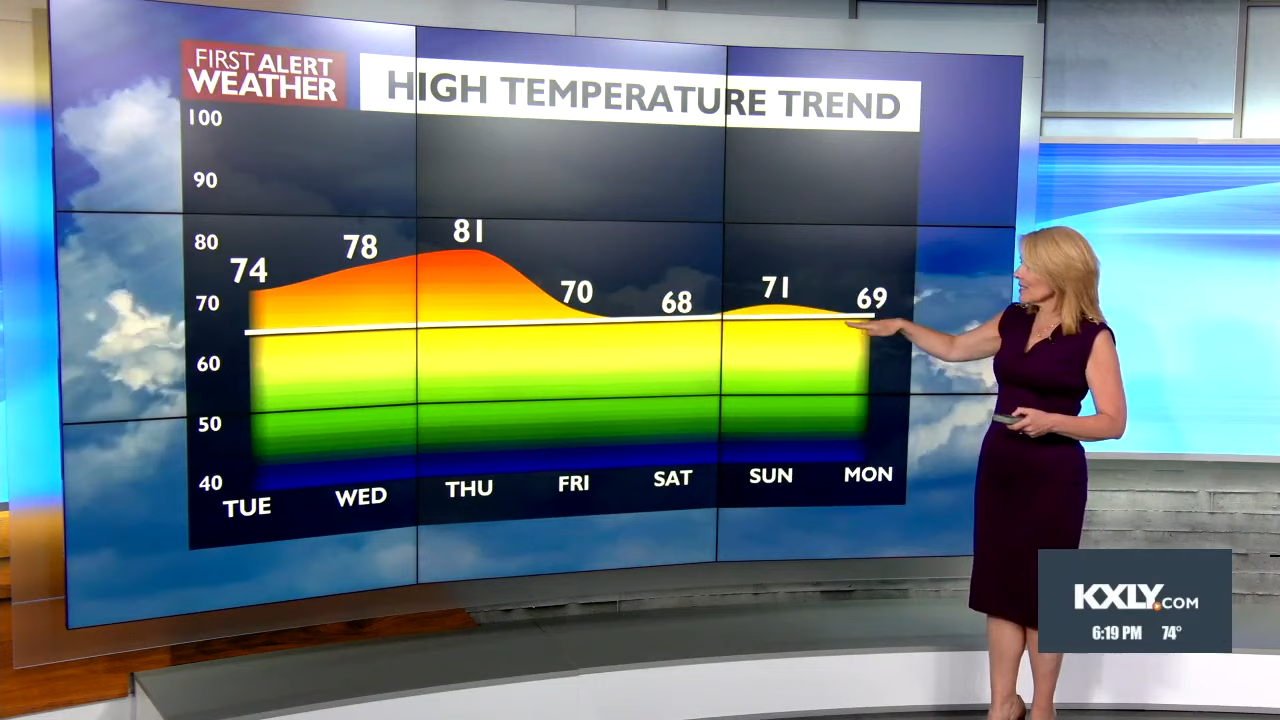 FIRST ALERT
WEATHER
HIGH TEMPERATURE TREND
100
90
80
70
60
50
40
74
78
81
70
68
71
69
TUE
WED
THU
FRI
SAT
SUN
MON
KXLY.COM
6:19 PM 74°